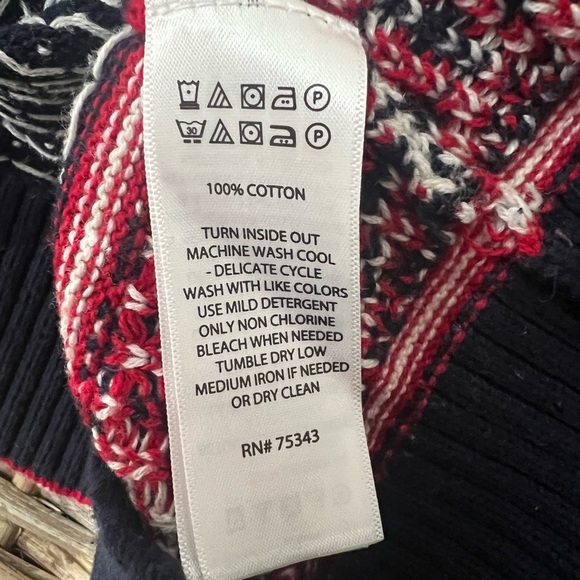 P
30 P
100% COTTON
TURN INSIDE OUT
MACHINE WASH COOL
- DELICATE CYCLE
WASH WITH LIKE COLORS
USE MILD DETERGENT
ONLY NON CHLORINE
BLEACH WHEN NEEDED
TUMBLE DRY LOW
MEDIUM IRON IF NEEDED
OR DRY CLEAN
RN# 75343